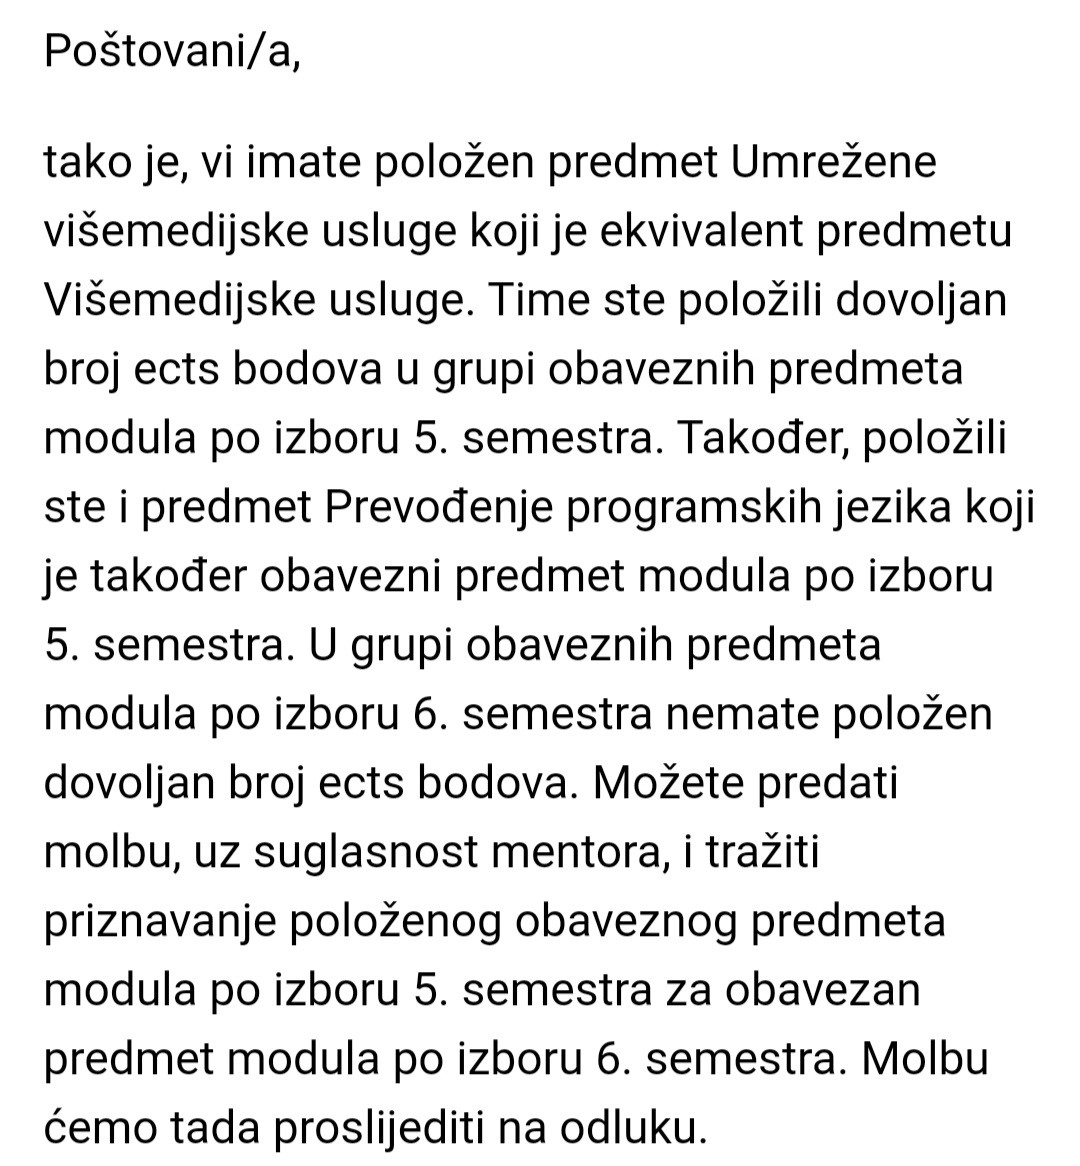 Poštovani/a,
tako je, vi imate položen predmet Umrežene
višemedijske usluge koji je ekvivalent predmetu
Višemedijske usluge. Time ste položili dovoljan
broj ects bodova u grupi obaveznih predmeta
modula po izboru 5. semestra. Također, položili
ste i predmet Prevođenje programskih jezika koji
je također obavezni predmet modula po izboru
5. semestra. U grupi obaveznih predmeta
modula po izboru 6. semestra nemate položen
dovoljan broj ects bodova. Možete predati
molbu, uz suglasnost mentora, i tražiti
priznavanje položenog obaveznog predmeta
modula po izboru 5. semestra za obavezan
predmet modula po izboru 6. semestra. Molbu
ćemo tada proslijediti na odluku.